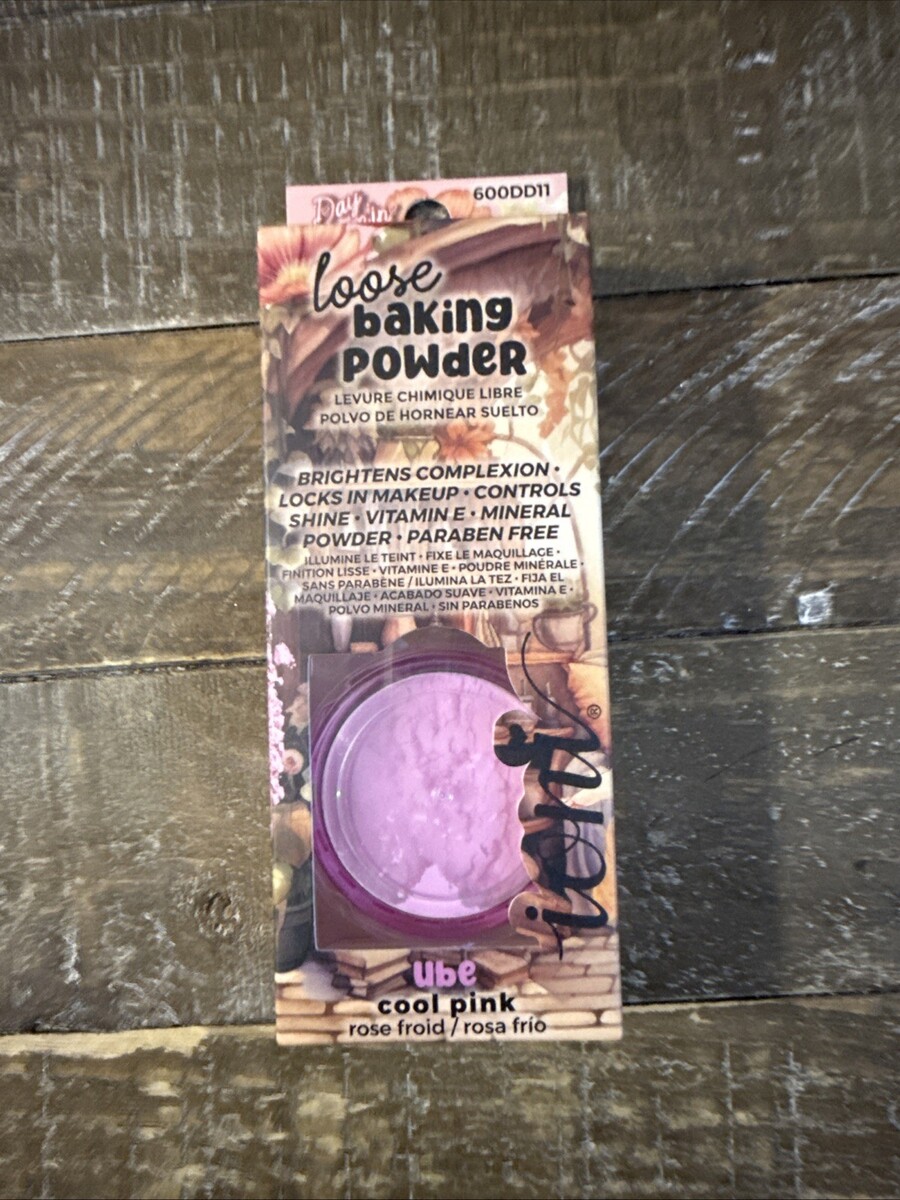 600DD11
Day
loose
baking
powder
LEVURE CHIMIQUE LIBRE
POLVO DE HORNEAR SUELTO
BRIGHTENS COMPLEXION •
LOCKS IN MAKEUP • CONTROLS
SHINE • VITAMIN E • MINERAL
POWDER • PARABEN FREE
ILLUMINE LE TEINT • FIXE LE MAQUILLAGE •
FINITION LISSE • VITAMINE E • POUDRE MINÉRALE •
SANS PARABÈNE / ILUMINA LA TEZ • FIJA EL
MAQUILLAJE • ACABADO SUAVE • VITAMINA E •
POLVO MINERAL • SIN PARABENOS
ioni®
ube
cool pink
rose froid / rosa frío